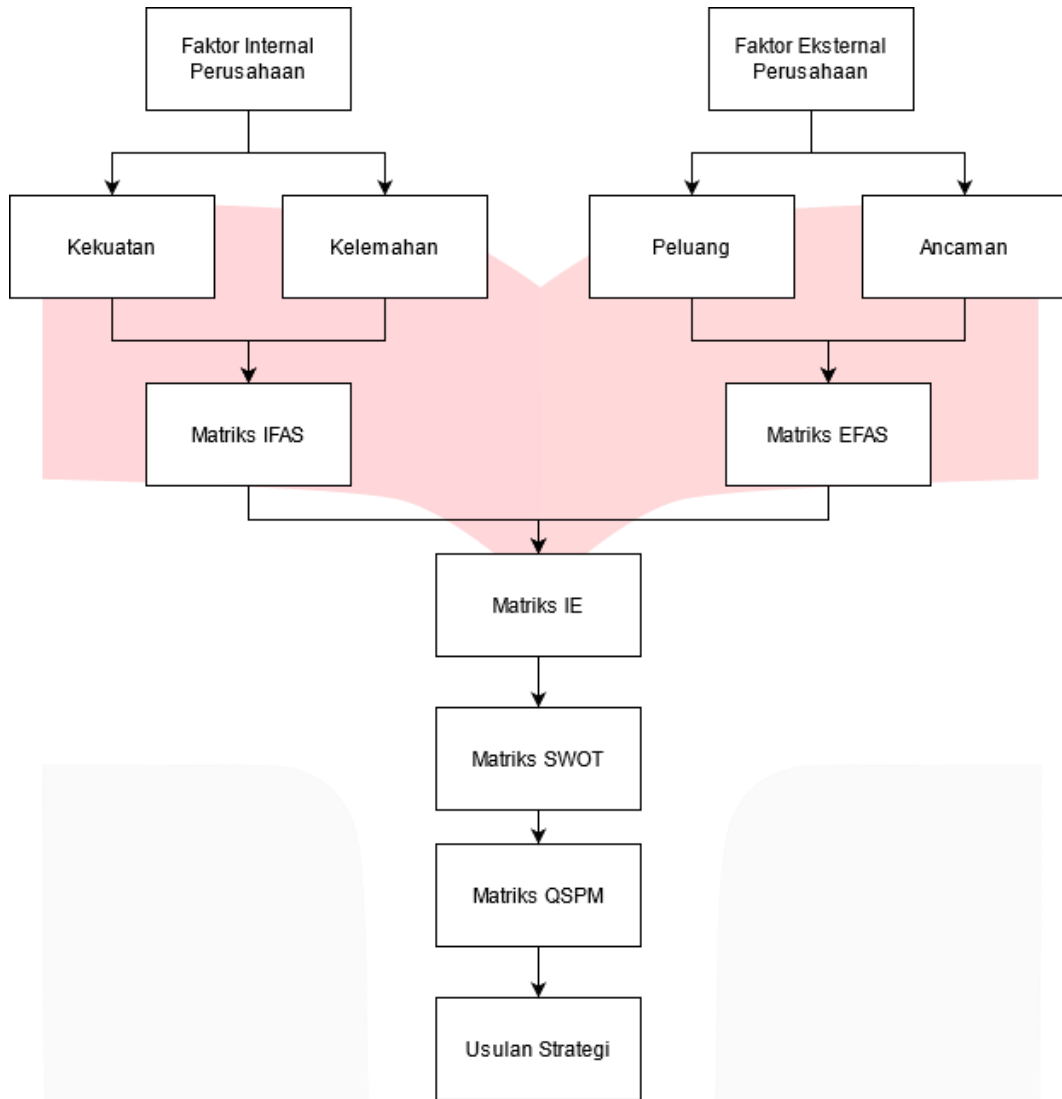 Faktor Internal
Perusahaan
Faktor Eksternal
Perusahaan
Kekuatan
Kelemahan
Peluang
Ancaman
Matriks IFAS
Matriks EFAS
Matriks IE
Matriks SWOT
Matriks QSPM
Usulan Strategi